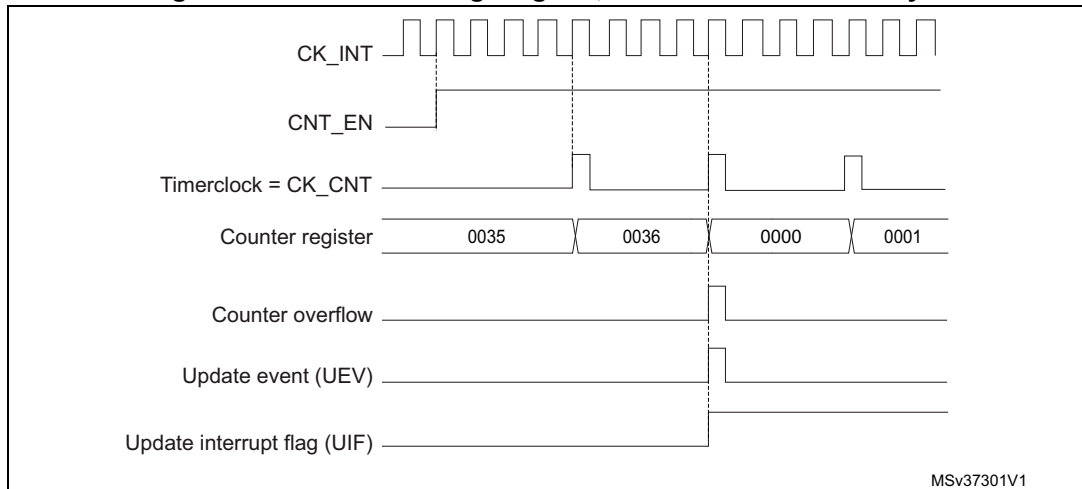 CK_INT
CNT_EN
Timerclock = CK_CNT
Counter register
0035 0036 0000 0001
Counter overflow
Update event (UEV)
Update interrupt flag (UIF)
MSv37301V1